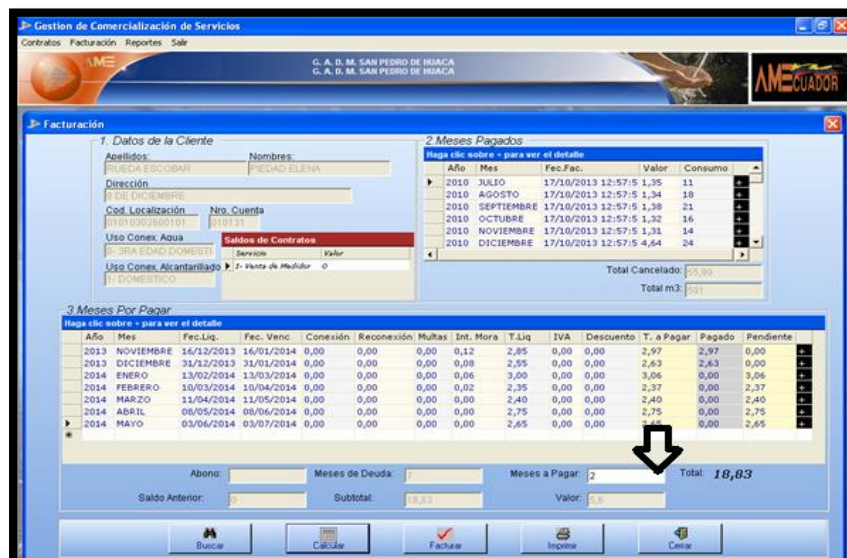 Gestion de Comercialización de Servicios
Contratos Facturación Reportes Salir
AME
G. A. D. M. SAN PEDRO DE HUACA
G. A. D. M. SAN PEDRO DE HUACA
AMECUADOR
Facturación
1. Datos de la Cliente
Apellidos: Nombres:
RUEDA ESCOBAR PIEDAD ELENA
Dirección
8 DE DICIEMBRE
Cod. Localización Nro. Cuenta
01010302660101 010131
Uso Conex. Agua
6- 3RA EDAD DOMESTI
Uso Conex. Alcantarillado
1- DOMESTICO
Saldos de Contratos
Servicio Valor
1- Venta de Medidor 0
2.Meses Pagados
Haga clic sobre + para ver el detalle
Año Mes Fec.Fac. Valor Consumo
2010 JULIO 17/10/2013 12:57:5 1,35 11 +
2010 AGOSTO 17/10/2013 12:57:5 1,34 18 +
2010 SEPTIEMBRE 17/10/2013 12:57:5 1,38 21 +
2010 OCTUBRE 17/10/2013 12:57:5 1,32 16 +
2010 NOVIEMBRE 17/10/2013 12:57:5 1,31 14 +
2010 DICIEMBRE 17/10/2013 12:57:5 4,64 24 +
Total Cancelado: 55,99
Total m3: 591
3.Meses Por Pagar
Haga clic sobre + para ver el detalle
Año Mes Fec.Liq. Fec. Venc Conexión Reconexión Multas Int. Mora T.Liq IVA Descuento T. a Pagar Pagado Pendiente
2013 NOVIEMBRE 16/12/2013 16/01/2014 0,00 0,00 0,00 0,12 2,85 0,00 0,00 2,97 2,97 0,00 +
2013 DICIEMBRE 31/12/2013 31/01/2014 0,00 0,00 0,00 0,08 2,55 0,00 0,00 2,63 2,63 0,00 +
2014 ENERO 13/02/2014 13/03/2014 0,00 0,00 0,00 0,06 3,00 0,00 0,00 3,06 0,00 3,06 +
2014 FEBRERO 10/03/2014 10/04/2014 0,00 0,00 0,00 0,02 2,35 0,00 0,00 2,37 0,00 2,37 +
2014 MARZO 11/04/2014 11/05/2014 0,00 0,00 0,00 0,00 2,40 0,00 0,00 2,40 0,00 2,40 +
2014 ABRIL 08/05/2014 08/06/2014 0,00 0,00 0,00 0,00 2,75 0,00 0,00 2,75 0,00 2,75 +
2014 MAYO 03/06/2014 03/07/2014 0,00 0,00 0,00 0,00 2,65 0,00 0,00 2,65 0,00 2,65 +
Abono: Meses de Deuda: 7 Meses a Pagar: 2 Total: 18,83
Saldo Anterior: 0 Subtotal: 18,83 Valor: 5,6
Buscar Calcular Facturar Imprimir Cerrar